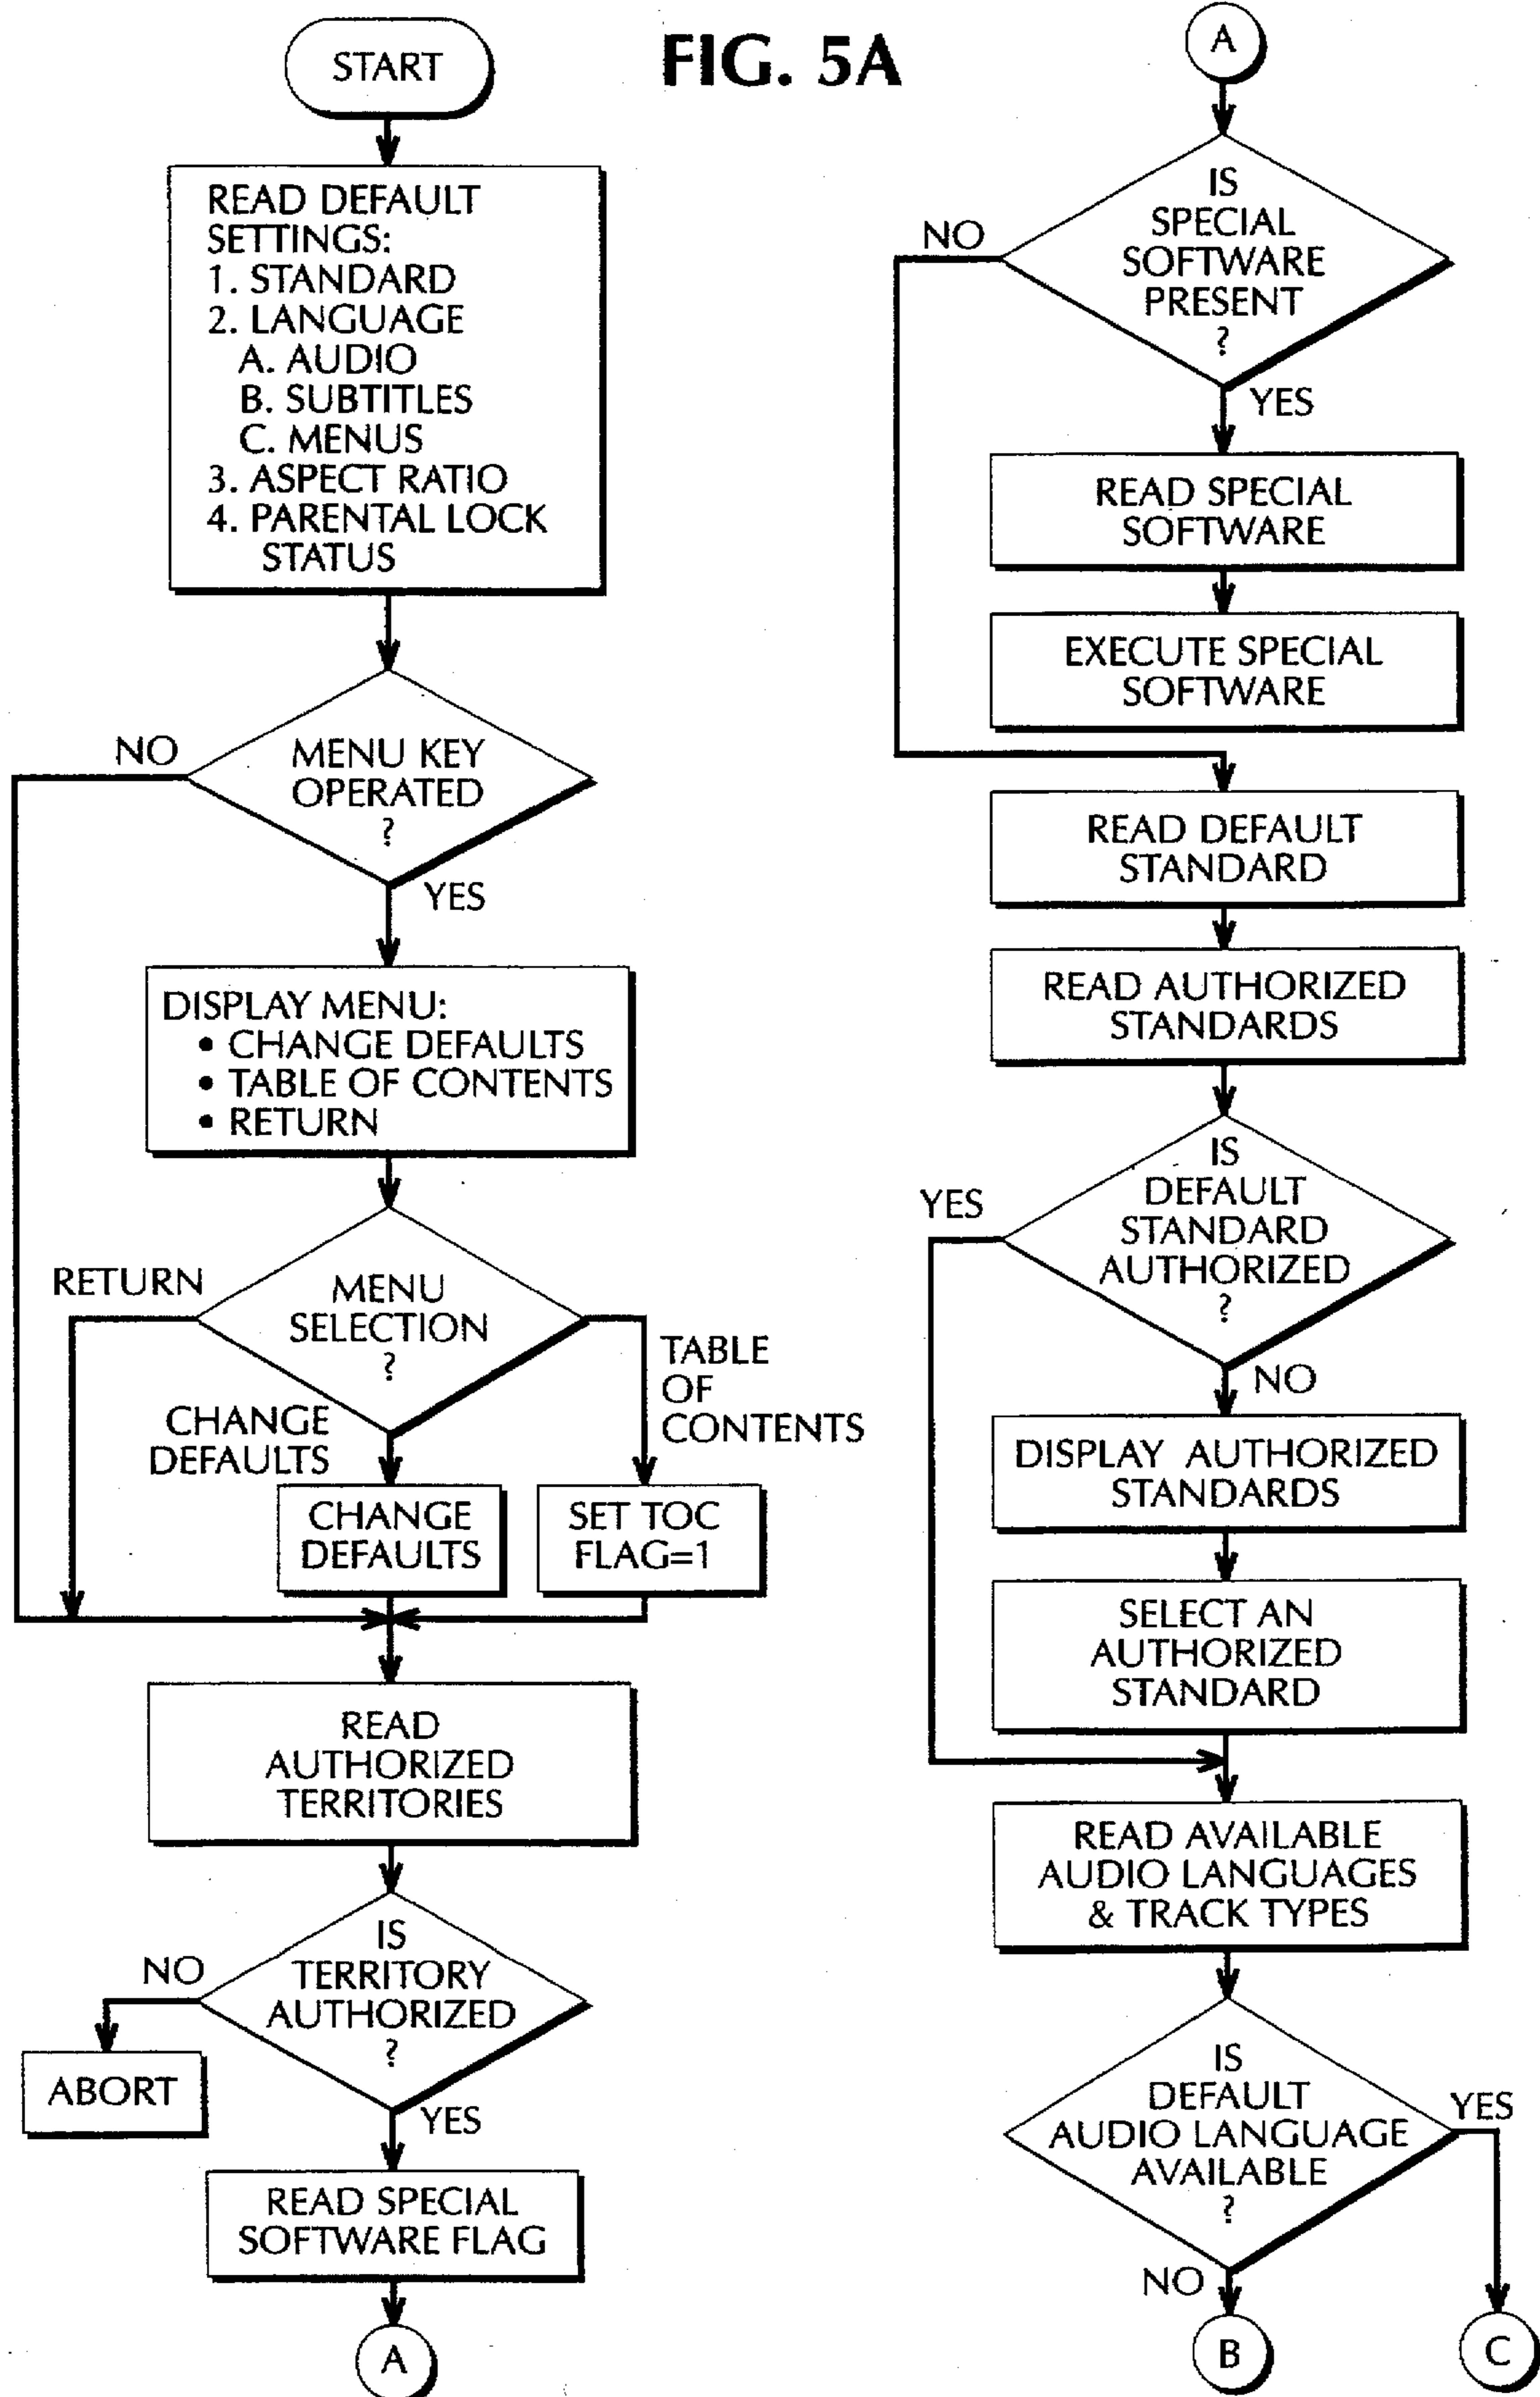 FIG. 5A
START
READ DEFAULT
SETTINGS:
1. STANDARD
2. LANGUAGE
A. AUDIO
B. SUBTITLES
C. MENUS
3. ASPECT RATIO
4. PARENTAL LOCK
STATUS
MENU KEY
OPERATED
?
NO
YES
DISPLAY MENU:
• CHANGE DEFAULTS
• TABLE OF CONTENTS
• RETURN
MENU
SELECTION
?
RETURN
CHANGE
DEFAULTS
TABLE
OF
CONTENTS
CHANGE
DEFAULTS
SET TOC
FLAG=1
READ
AUTHORIZED
TERRITORIES
IS
TERRITORY
AUTHORIZED
?
NO
ABORT
YES
READ SPECIAL
SOFTWARE FLAG
A
A
IS
SPECIAL
SOFTWARE
PRESENT
?
NO
YES
READ SPECIAL
SOFTWARE
EXECUTE SPECIAL
SOFTWARE
READ DEFAULT
STANDARD
READ AUTHORIZED
STANDARDS
IS
DEFAULT
STANDARD
AUTHORIZED
?
YES
NO
DISPLAY AUTHORIZED
STANDARDS
SELECT AN
AUTHORIZED
STANDARD
READ AVAILABLE
AUDIO LANGUAGES
& TRACK TYPES
IS
DEFAULT
AUDIO LANGUAGE
AVAILABLE
?
YES
NO
B
C